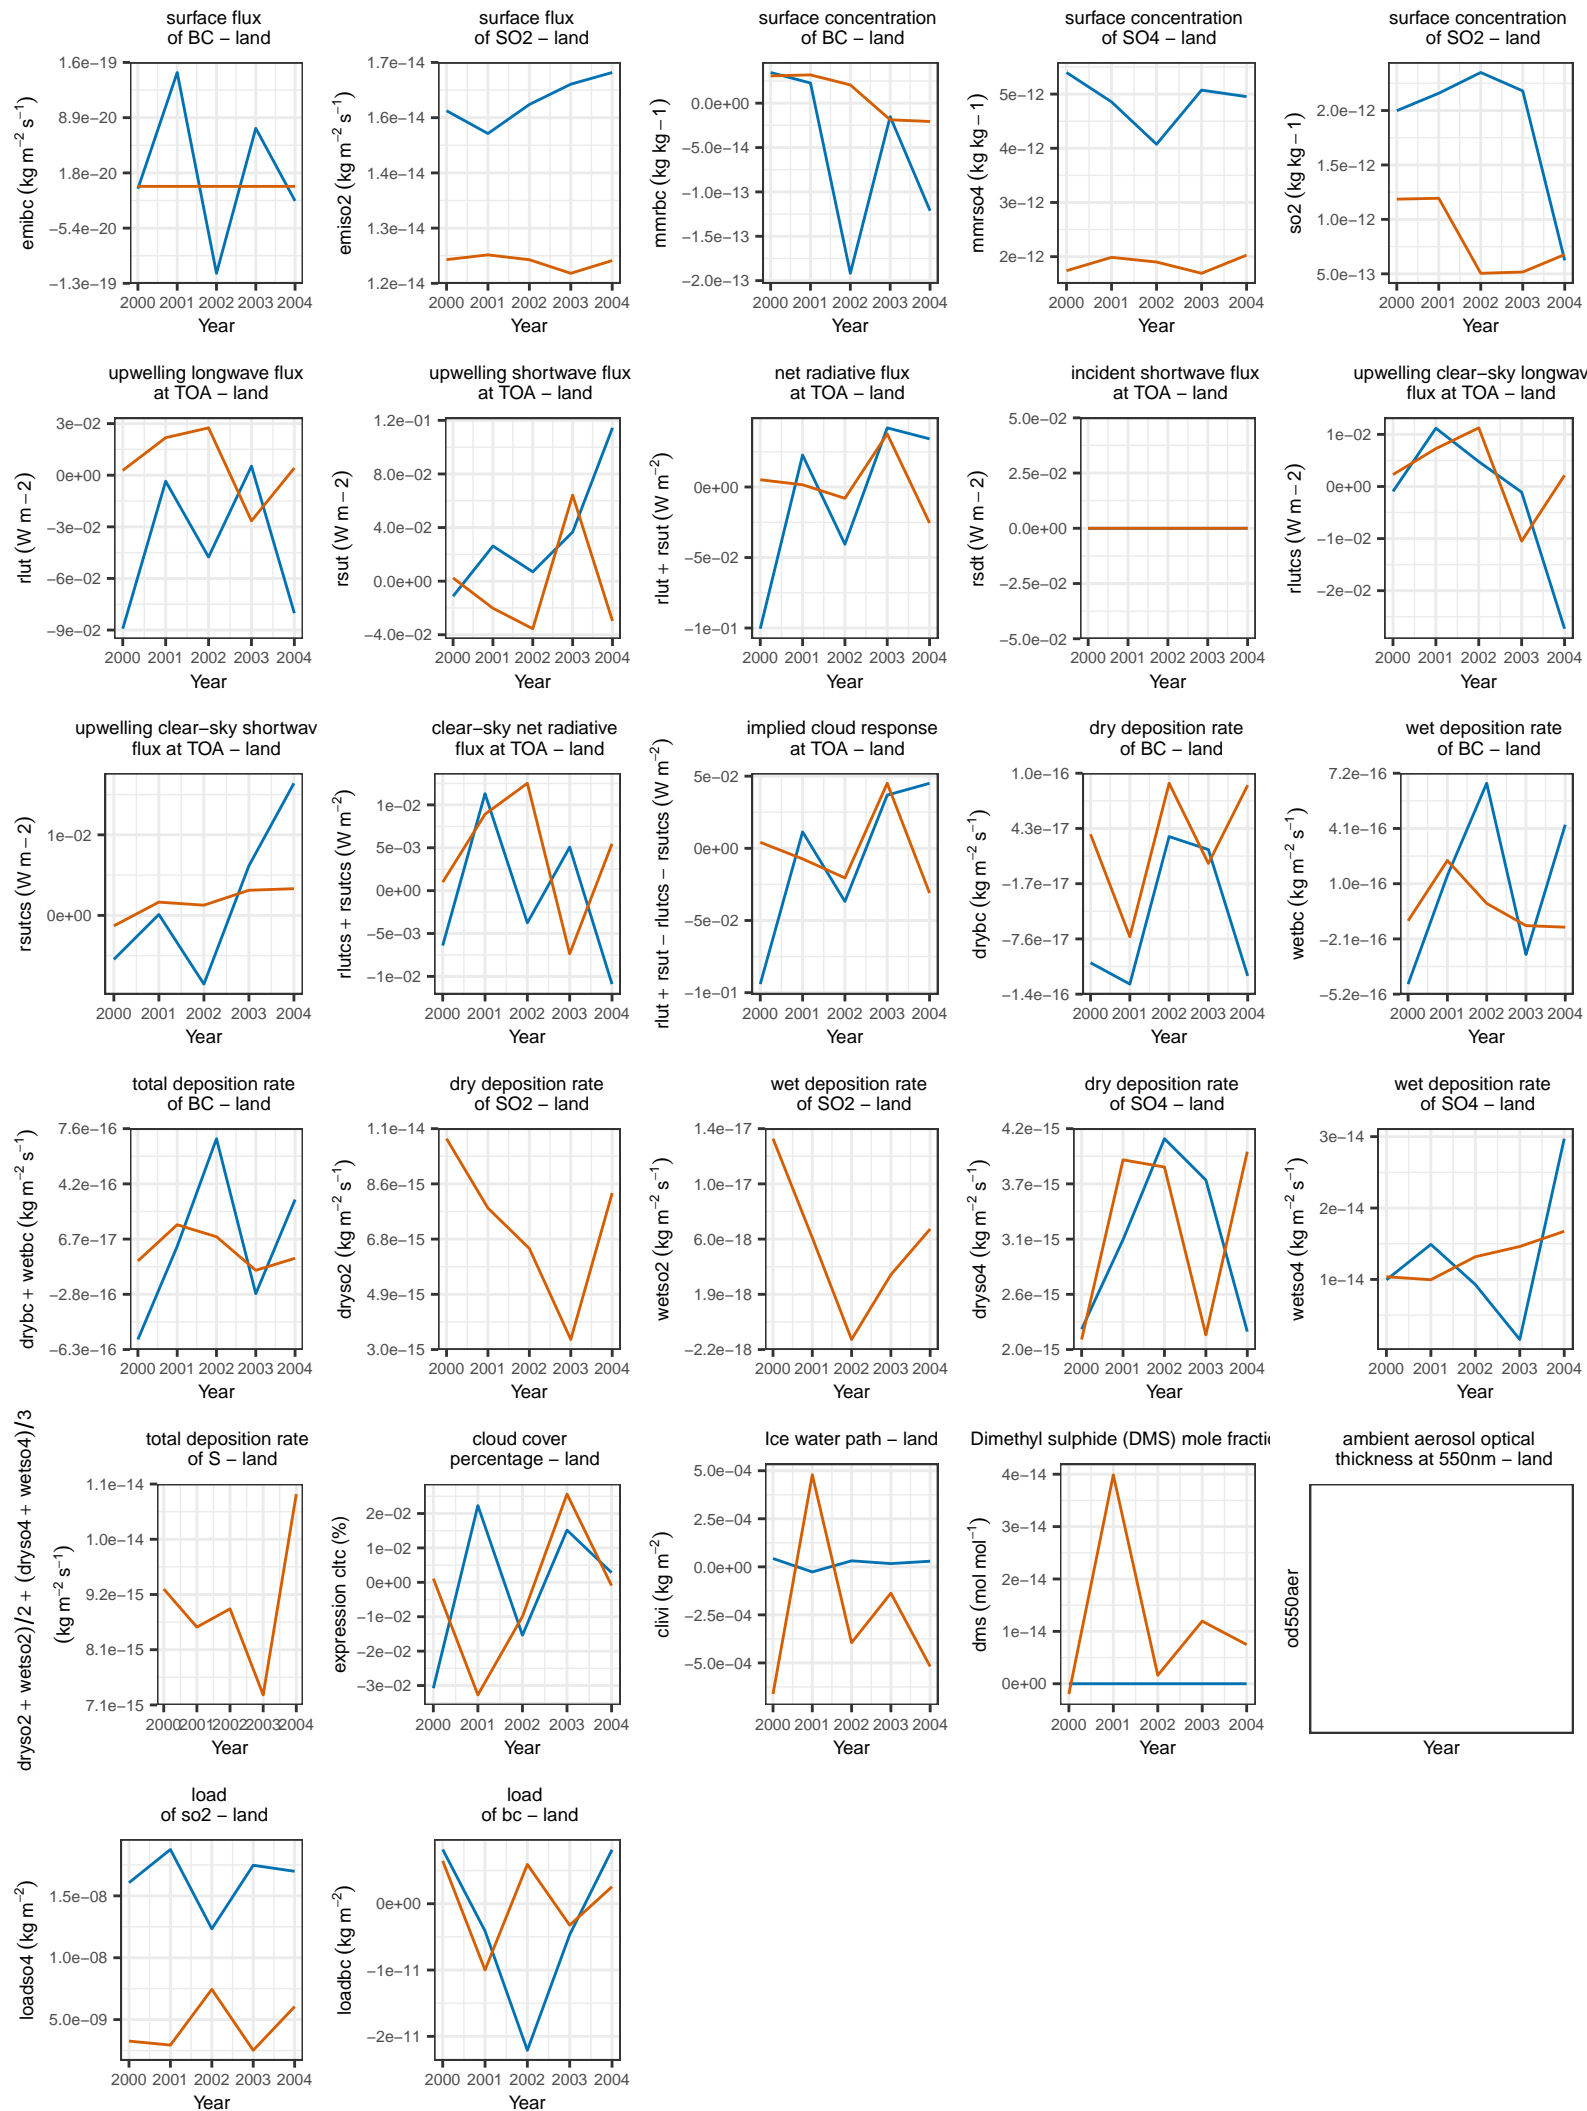 surface flux
of BC − land
emibc (kg m−2 s−1)
1.6e−19
8.9e−20
1.8e−20
−5.4e−20
−1.3e−19
2000 2001 2002 2003 2004
Year
surface flux
of SO2 − land
emiso2 (kg m−2 s−1)
1.7e−14
1.6e−14
1.4e−14
1.3e−14
1.2e−14
2000 2001 2002 2003 2004
Year
surface concentration
of BC − land
mmrbc (kg kg − 1)
0.0e+00
−5.0e−14
−1.0e−13
−1.5e−13
−2.0e−13
2000 2001 2002 2003 2004
Year
surface concentration
of SO4 − land
mmrso4 (kg kg − 1)
5e−12
4e−12
3e−12
2e−12
2000 2001 2002 2003 2004
Year
surface concentration
of SO2 − land
so2 (kg kg − 1)
2.0e−12
1.5e−12
1.0e−12
5.0e−13
2000 2001 2002 2003 2004
Year
upwelling longwave flux
at TOA − land
rlut (W m − 2)
3e−02
0e+00
−3e−02
−6e−02
−9e−02
2000 2001 2002 2003 2004
Year
upwelling shortwave flux
at TOA − land
rsut (W m − 2)
1.2e−01
8.0e−02
4.0e−02
0.0e+00
−4.0e−02
2000 2001 2002 2003 2004
Year
net radiative flux
at TOA − land
rlut + rsut (W m−2)
0e+00
−5e−02
−1e−01
2000 2001 2002 2003 2004
Year
incident shortwave flux
at TOA − land
rsdt (W m − 2)
5.0e−02
2.5e−02
0.0e+00
−2.5e−02
−5.0e−02
2000 2001 2002 2003 2004
Year
upwelling clear−sky longwav
flux at TOA − land
rlutcs (W m − 2)
1e−02
0e+00
−1e−02
−2e−02
2000 2001 2002 2003 2004
Year
upwelling clear−sky shortwav
flux at TOA − land
rsutcs (W m − 2)
1e−02
0e+00
2000 2001 2002 2003 2004
Year
clear−sky net radiative
flux at TOA − land
rlutcs + rsutcs (W m−2)
1e−02
5e−03
0e+00
−5e−03
−1e−02
2000 2001 2002 2003 2004
Year
implied cloud response
at TOA − land
rlut + rsut − rlutcs − rsutcs (W m−2)
5e−02
0e+00
−5e−02
−1e−01
2000 2001 2002 2003 2004
Year
dry deposition rate
of BC − land
drybc (kg m−2 s−1)
1.0e−16
4.3e−17
−1.7e−17
−7.6e−17
−1.4e−16
2000 2001 2002 2003 2004
Year
wet deposition rate
of BC − land
wetbc (kg m−2 s−1)
7.2e−16
4.1e−16
1.0e−16
−2.1e−16
−5.2e−16
2000 2001 2002 2003 2004
Year
total deposition rate
of BC − land
drybc + wetbc (kg m−2 s−1)
7.6e−16
4.2e−16
6.7e−17
−2.8e−16
−6.3e−16
2000 2001 2002 2003 2004
Year
dry deposition rate
of SO2 − land
dryso2 (kg m−2 s−1)
1.1e−14
8.6e−15
6.8e−15
4.9e−15
3.0e−15
2000 2001 2002 2003 2004
Year
wet deposition rate
of SO2 − land
wetso2 (kg m−2 s−1)
1.4e−17
1.0e−17
6.0e−18
1.9e−18
−2.2e−18
2000 2001 2002 2003 2004
Year
dry deposition rate
of SO4 − land
dryso4 (kg m−2 s−1)
4.2e−15
3.7e−15
3.1e−15
2.6e−15
2.0e−15
2000 2001 2002 2003 2004
Year
wet deposition rate
of SO4 − land
wetso4 (kg m−2 s−1)
3e−14
2e−14
1e−14
2000 2001 2002 2003 2004
Year
total deposition rate
of S − land
dryso2 + wetso2)/2 + (dryso4 + wetso4)/3
(kg m−2 s−1)
1.1e−14
1.0e−14
9.2e−15
8.1e−15
7.1e−15
2000 2001 2002 2003 2004
Year
cloud cover
percentage − land
expression cltc (%)
2e−02
1e−02
0e+00
−1e−02
−2e−02
−3e−02
2000 2001 2002 2003 2004
Year
Ice water path − land
clivi (kg m−2)
5.0e−04
2.5e−04
0.0e+00
−2.5e−04
−5.0e−04
2000 2001 2002 2003 2004
Year
Dimethyl sulphide (DMS) mole fracti
dms (mol mol−1)
4e−14
3e−14
2e−14
1e−14
0e+00
2000 2001 2002 2003 2004
Year
ambient aerosol optical
thickness at 550nm − land
od550aer
Year
load
of so2 − land
loadso4 (kg m−2)
1.5e−08
1.0e−08
5.0e−09
2000 2001 2002 2003 2004
Year
load
of bc − land
loadbc (kg m−2)
0e+00
−1e−11
−2e−11
2000 2001 2002 2003 2004
Year